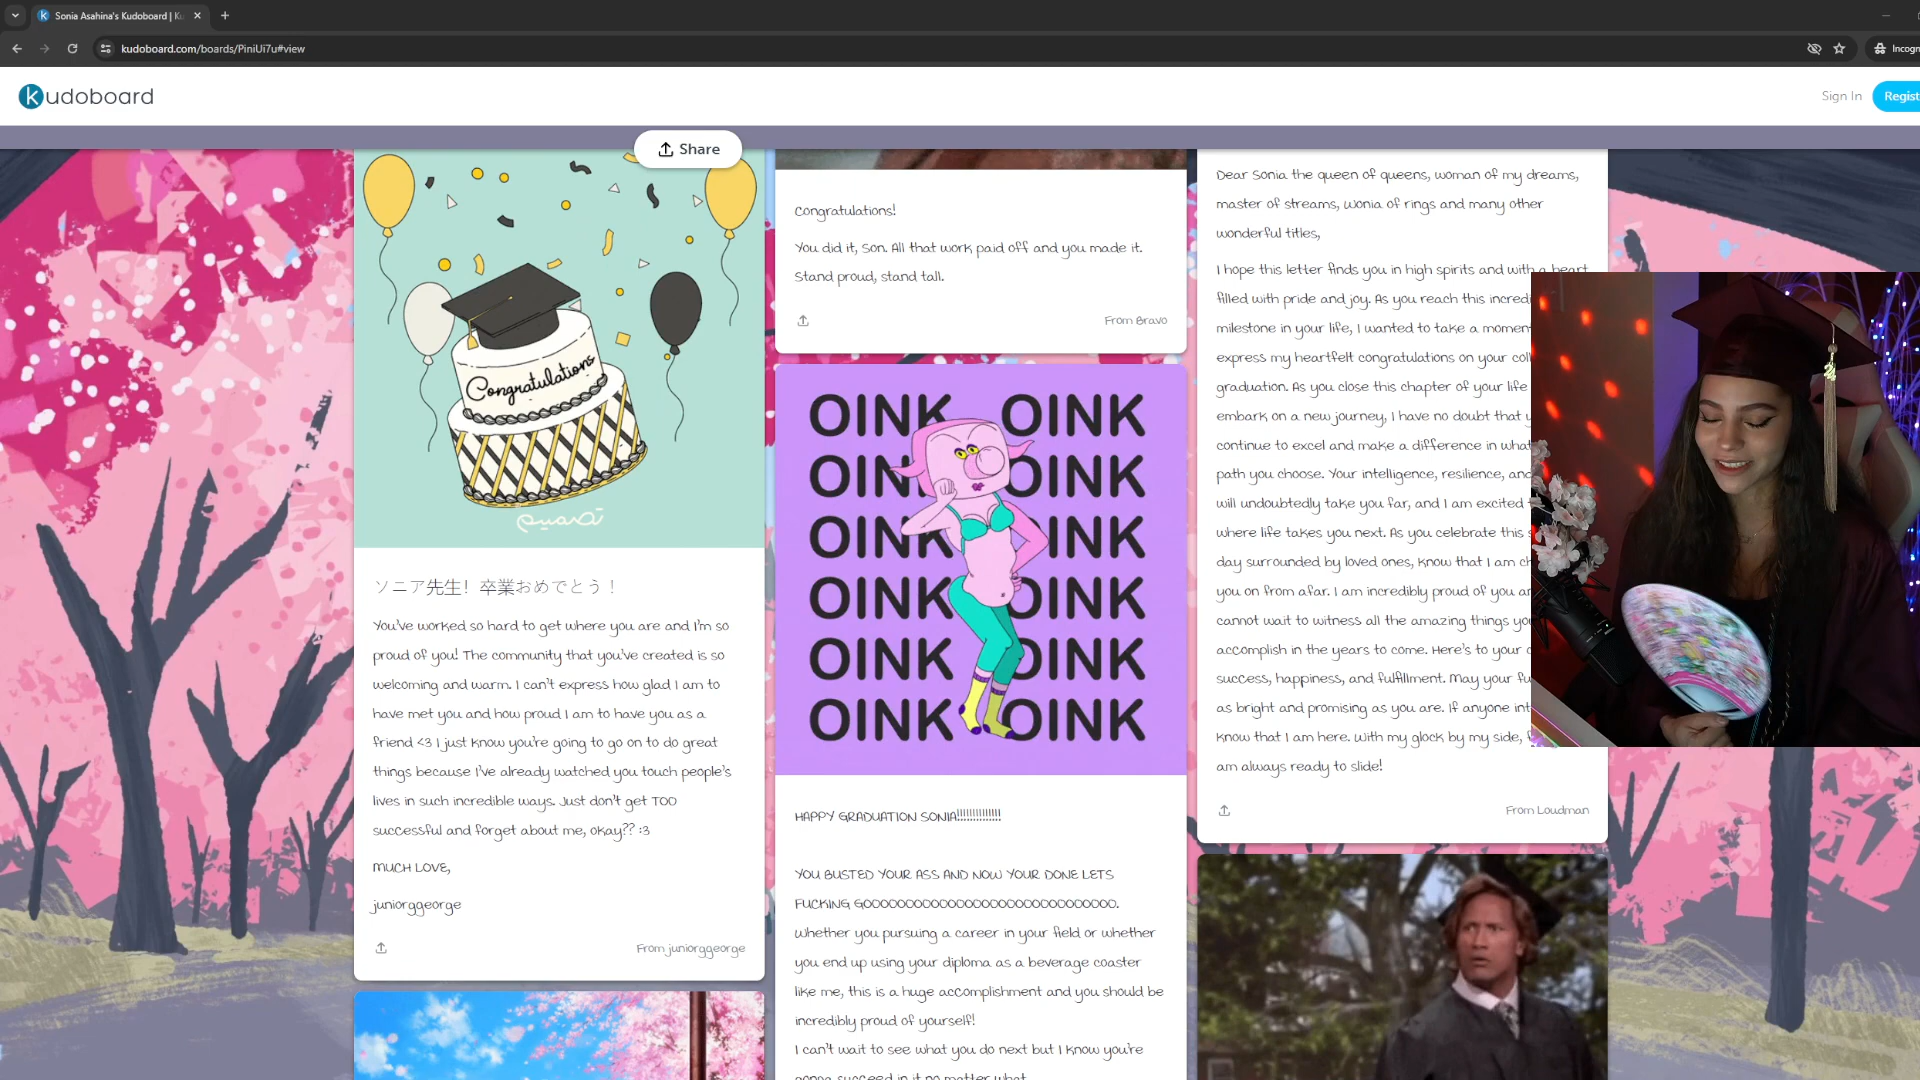 Sonia Asahina's Kudoboard | Ku
kudoboard.com/boards/PiniUi7u#view
Incogn
kudoboard
Sign In
Regist
Share
Congratulations
ソニア先生！卒業おめでとう！
You've worked so hard to get where you are and I'm so
proud of you! The community that you've created is so
welcoming and warm. I can't express how glad I am to
have met you and how proud I am to have you as a
friend <3 I just know you're going to go on to do great
things because I've already watched you touch people's
lives in such incredible ways. Just don't get TOO
successful and forget about me, okay?? :3
MUCH LOVE,
juniorggeorge
From juniorggeorge
Congratulations!
You did it, Son. All that work paid off and you made it.
Stand proud, stand tall.
From Bravo
OINK OINK
OINK OINK
OINK OINK
OINK OINK
OINK OINK
OINK OINK
HAPPY GRADUATION SONIA!!!!!!!!!!!!!!
YOU BUSTED YOUR ASS AND NOW YOUR DONE LETS
FUCKING GOOOOOOOOOOOOOOOOOOOOOOOOOOOOOO.
Whether you pursuing a career in your field or whether
you end up using your diploma as a beverage coaster
like me, this is a huge accomplishment and you should be
incredibly proud of yourself!
I can't wait to see what you do next but I know you're
gonna succeed in it no matter what
Dear Sonia the queen of queens, woman of my dreams,
master of streams, Wonia of rings and many other
wonderful titles,
I hope this letter finds you in high spirits and with a heart
filled with pride and joy. As you reach this incredi
milestone in your life, I wanted to take a momen
express my heartfelt congratulations on your coll
graduation. As you close this chapter of your life
embark on a new journey, I have no doubt that y
continue to excel and make a difference in what
path you choose. Your intelligence, resilience, and
will undoubtedly take you far, and I am excited
where life takes you next. As you celebrate this s
day surrounded by loved ones, know that I am ch
you on from afar. I am incredibly proud of you an
cannot wait to witness all the amazing things you
accomplish in the years to come. Here's to your c
success, happiness, and fulfillment. May your fu
as bright and promising as you are. If anyone int
know that I am here. With my glock by my side,
am always ready to slide!
From Loudman